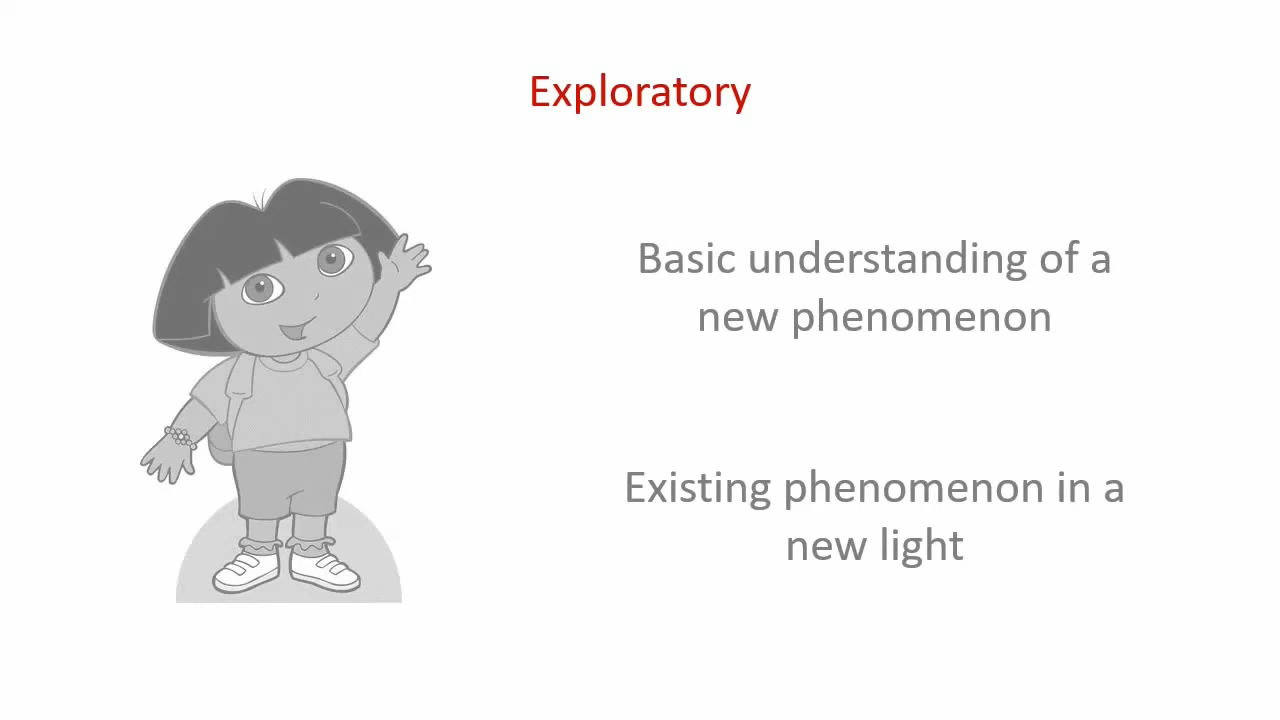 Exploratory
Basic understanding of a
new phenomenon
Existing phenomenon in a
new light